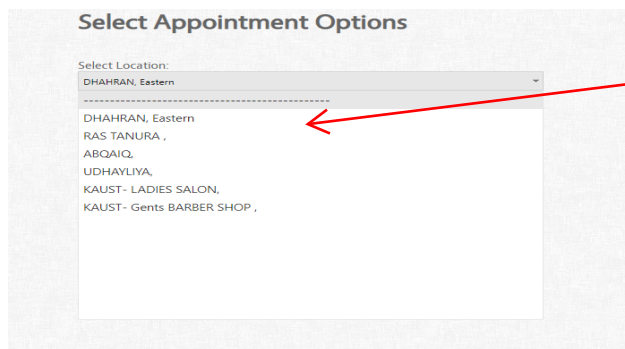 Select Appointment Options
Select Location:
DHAHRAN, Eastern
------------------------------------------------
DHAHRAN, Eastern
RAS TANURA ,
ABQAIQ,
UDHAYLIYA,
KAUST- LADIES SALON,
KAUST- Gents BARBER SHOP ,